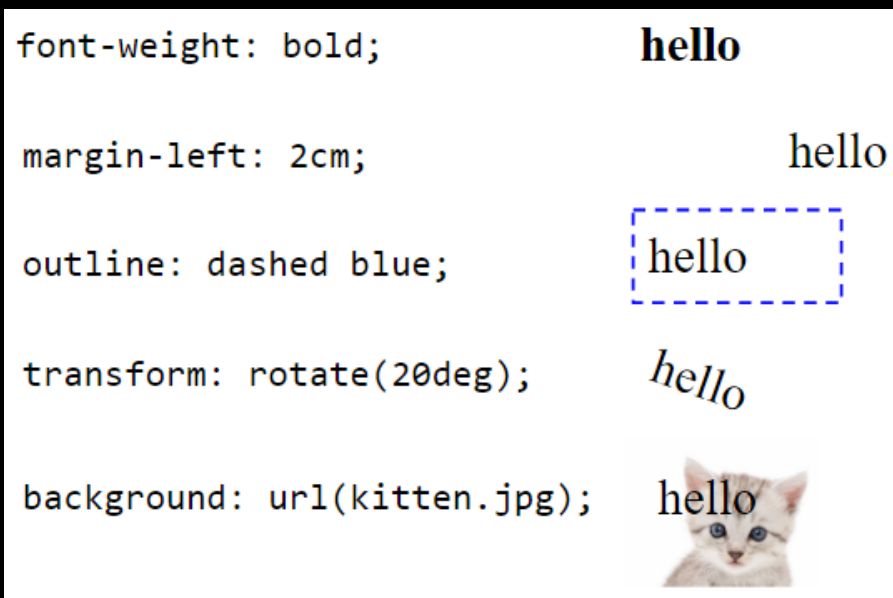 font-weight: bold; hello
margin-left: 2cm; hello
outline: dashed blue; hello
transform: rotate(20deg); hello
background: url(kitten.jpg); hello